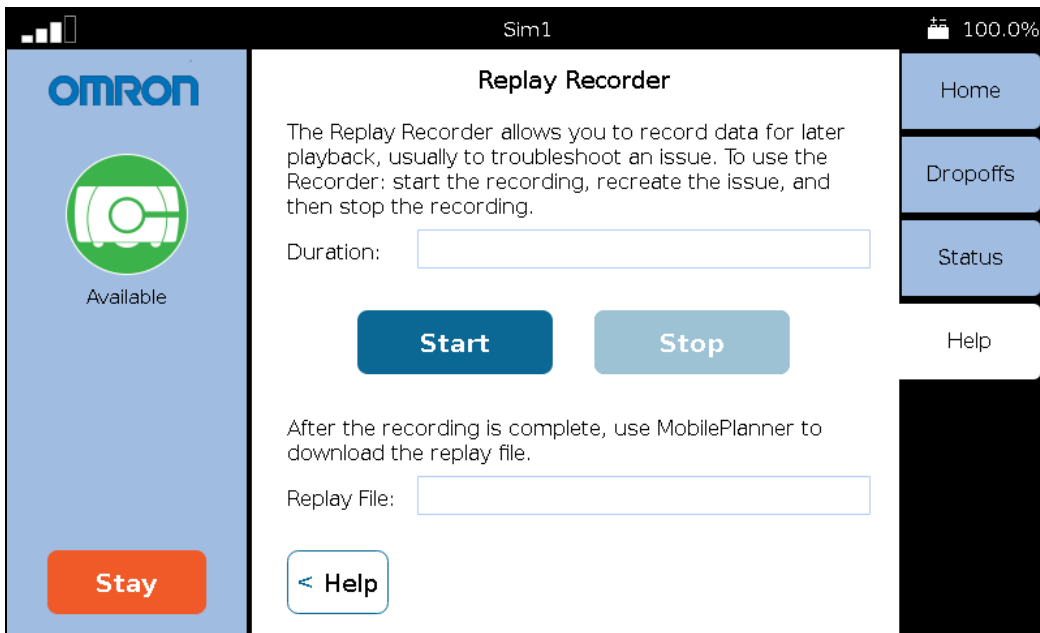 Sim1
100.0%
OMRON
Available
Stay
Replay Recorder
The Replay Recorder allows you to record data for later
playback, usually to troubleshoot an issue. To use the
Recorder: start the recording, recreate the issue, and
then stop the recording.
Duration:
Start
Stop
After the recording is complete, use MobilePlanner to
download the replay file.
Replay File:
< Help
Home
Dropoffs
Status
Help